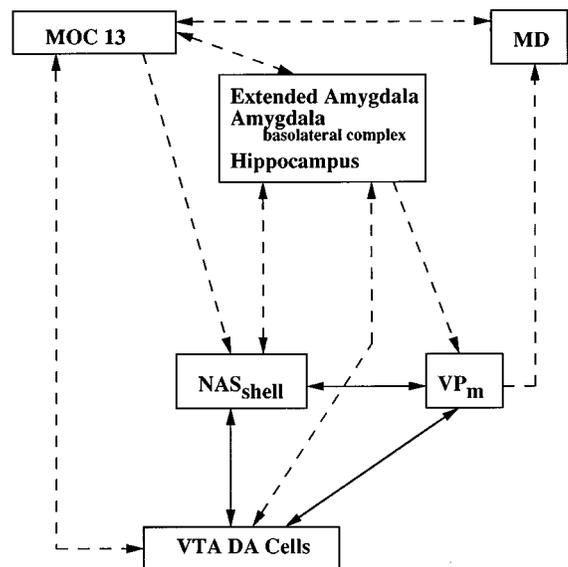 MOC 13
MD
Extended Amygdala
Amygdala
basolateral complex
Hippocampus
NASshell
VPm
VTA DA Cells